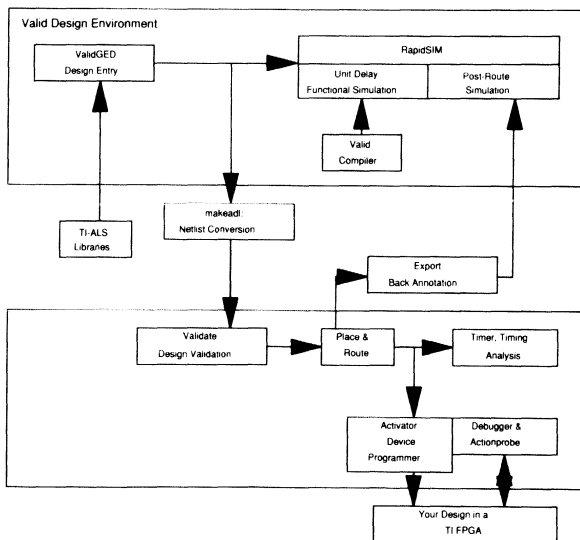 Valid Design Environment
ValidGED
Design Entry
RapidSIM
Unit Delay
Functional Simulation
Post-Route
Simulation
Valid
Compiler
TI-ALS
Libraries
makeadl:
Netlist Conversion
Export
Back Annotation
Validate
Design Validation
Place &
Route
Timer, Timing
Analysis
Activator
Device
Programmer
Debugger &
Actionprobe
Your Design in a
TI FPGA